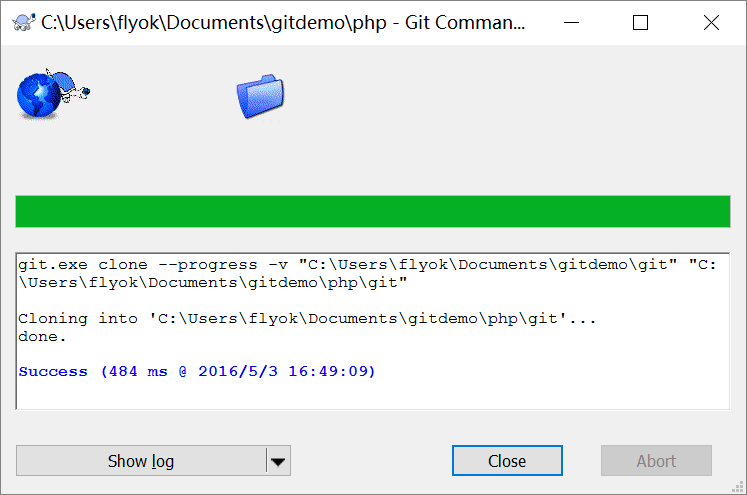 C:\Users\flyok\Documents\gitdemo\php - Git Comman...
git.exe clone --progress -v "C:\Users\flyok\Documents\gitdemo\git" "C:
\Users\flyok\Documents\gitdemo\php\git"
Cloning into 'C:\Users\flyok\Documents\gitdemo\php\git'...
done.
Success (484 ms @ 2016/5/3 16:49:09)
Show log
Close
Abort